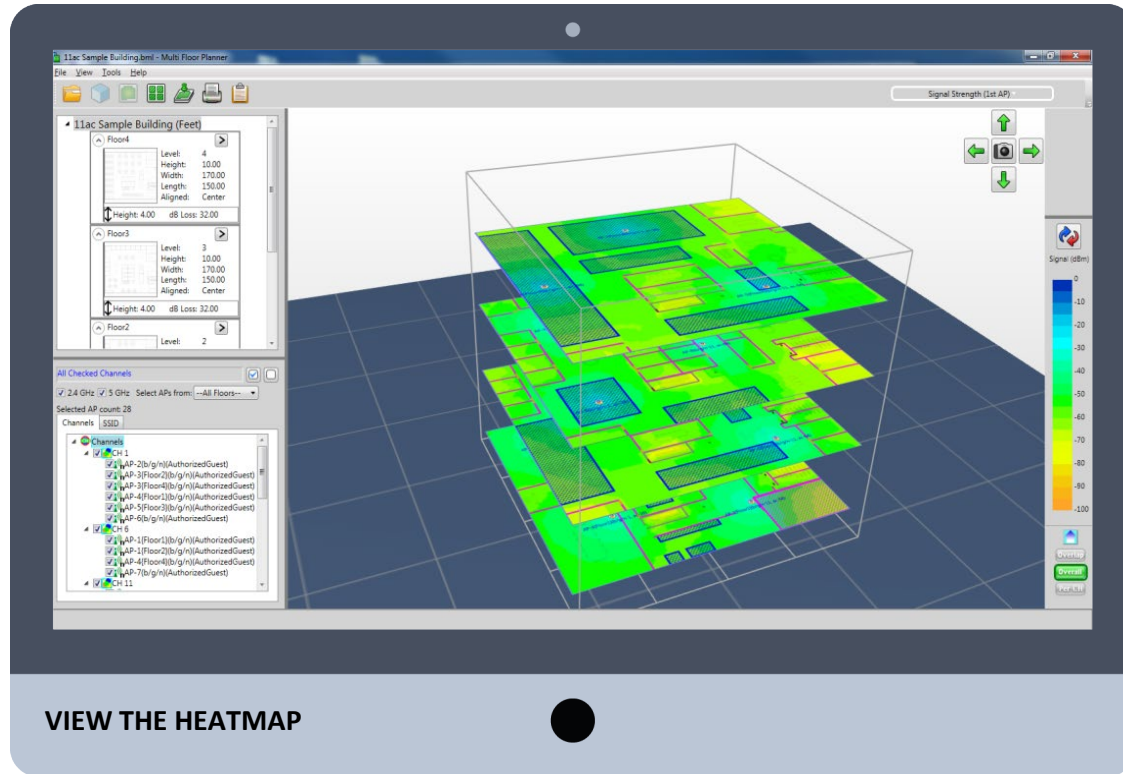 11ac Sample Building.bml - Multi Floor Planner
File View Tools Help
Signal Strength (1st AP)
11ac Sample Building (Feet)
Floor4
Level: 4
Height: 10.00
Width: 170.00
Length: 150.00
Aligned: Center
Height: 4.00 dB Loss: 32.00
Floor3
Level: 3
Height: 10.00
Width: 170.00
Length: 150.00
Aligned: Center
Height: 4.00 dB Loss: 32.00
Floor2
Level: 2
All Checked Channels
2.4 GHz 5 GHz Select APs from: --All Floors--
Selected AP count: 28
Channels SSID
Channels
CH 1
AP-2(b/g/n)(AuthorizedGuest)
AP-3(Floor2)(b/g/n)(AuthorizedGuest)
AP-3(Floor4)(b/g/n)(AuthorizedGuest)
AP-4(Floor1)(b/g/n)(AuthorizedGuest)
AP-5(Floor3)(b/g/n)(AuthorizedGuest)
AP-6(b/g/n)(AuthorizedGuest)
CH 6
AP-1(Floor1)(b/g/n)(AuthorizedGuest)
AP-1(Floor2)(b/g/n)(AuthorizedGuest)
AP-4(Floor4)(b/g/n)(AuthorizedGuest)
AP-7(b/g/n)(AuthorizedGuest)
CH 11
Signal (dBm)
0
-10
-20
-30
-40
-50
-60
-70
-80
-90
-100
Overlap
Overall
Per CH
VIEW THE HEATMAP